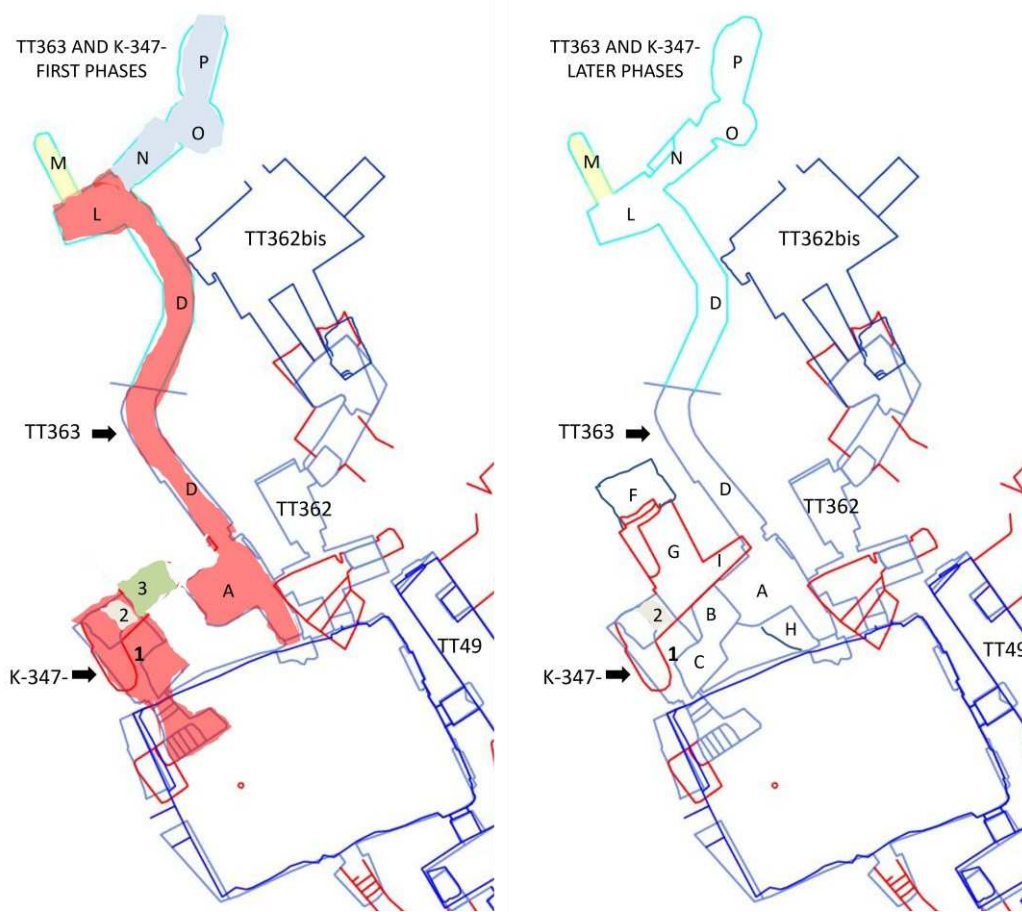 TT363 AND K-347-
FIRST PHASES
P
O
N
M
L
TT362bis
D
TT363
D
TT362
3
A
2
1
TT49
K-347-
TT363 AND K-347-
LATER PHASES
P
O
N
M
L
TT362bis
D
TT363
F
D
TT362
G
I
A
2
B
H
1
C
TT49
K-347-